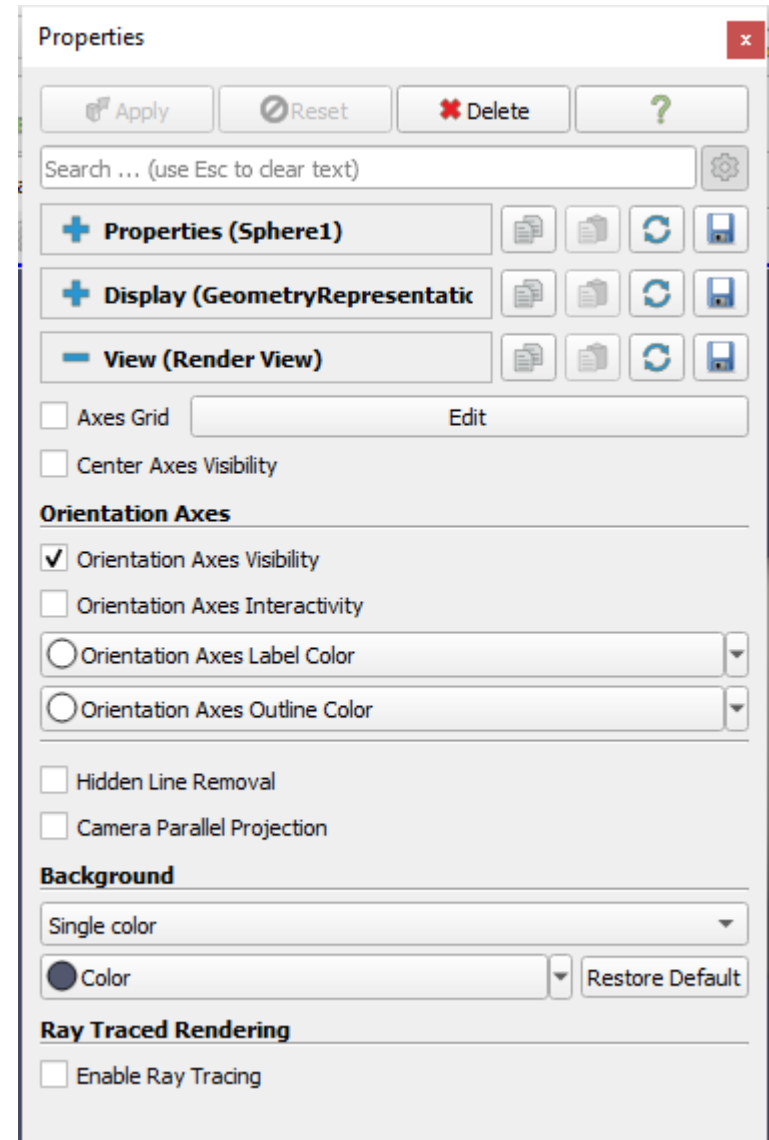 Properties
x
Apply Reset Delete ?
Search ... (use Esc to clear text)
Properties (Sphere1)
Display (GeometryRepresentatic
View (Render View)
Axes Grid Edit
Center Axes Visibility
Orientation Axes
Orientation Axes Visibility
Orientation Axes Interactivity
Orientation Axes Label Color
Orientation Axes Outline Color
Hidden Line Removal
Camera Parallel Projection
Background
Single color
Color Restore Default
Ray Traced Rendering
Enable Ray Tracing